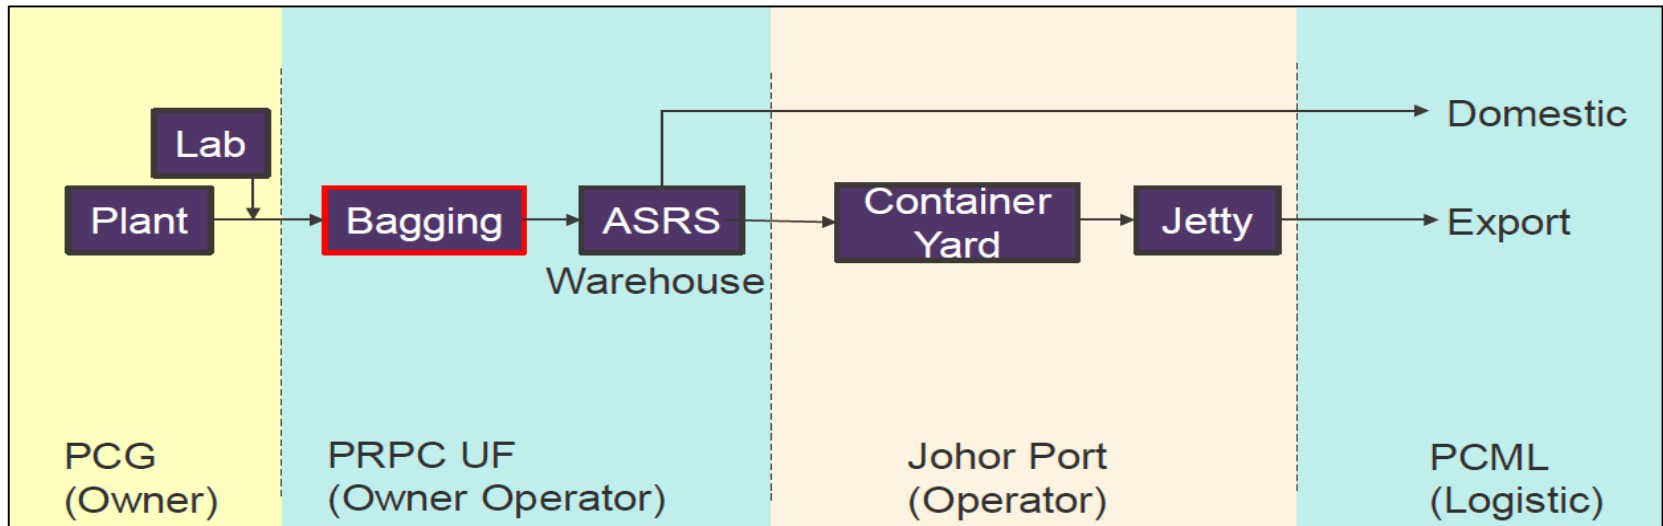 Lab
Domestic
Plant
Bagging
ASRS
Container
Yard
Jetty
Export
Warehouse
PCG
(Owner)
PRPC UF
(Owner Operator)
Johor Port
(Operator)
PCML
(Logistic)